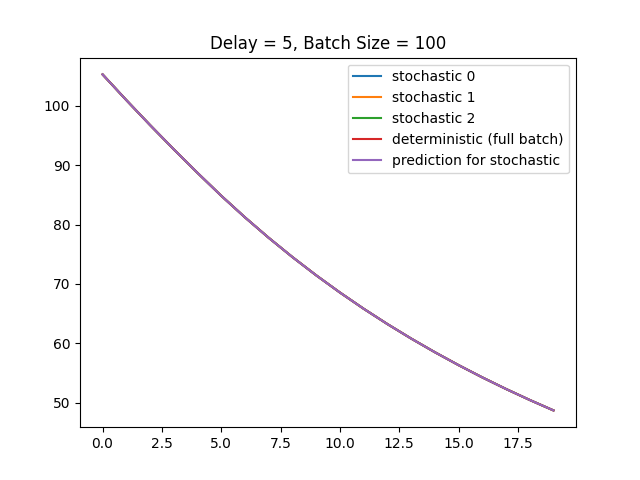 Delay = 5, Batch Size = 100
stochastic 0
stochastic 1
stochastic 2
deterministic (full batch)
prediction for stochastic
100
90
80
70
60
50
0.0 2.5 5.0 7.5 10.0 12.5 15.0 17.5